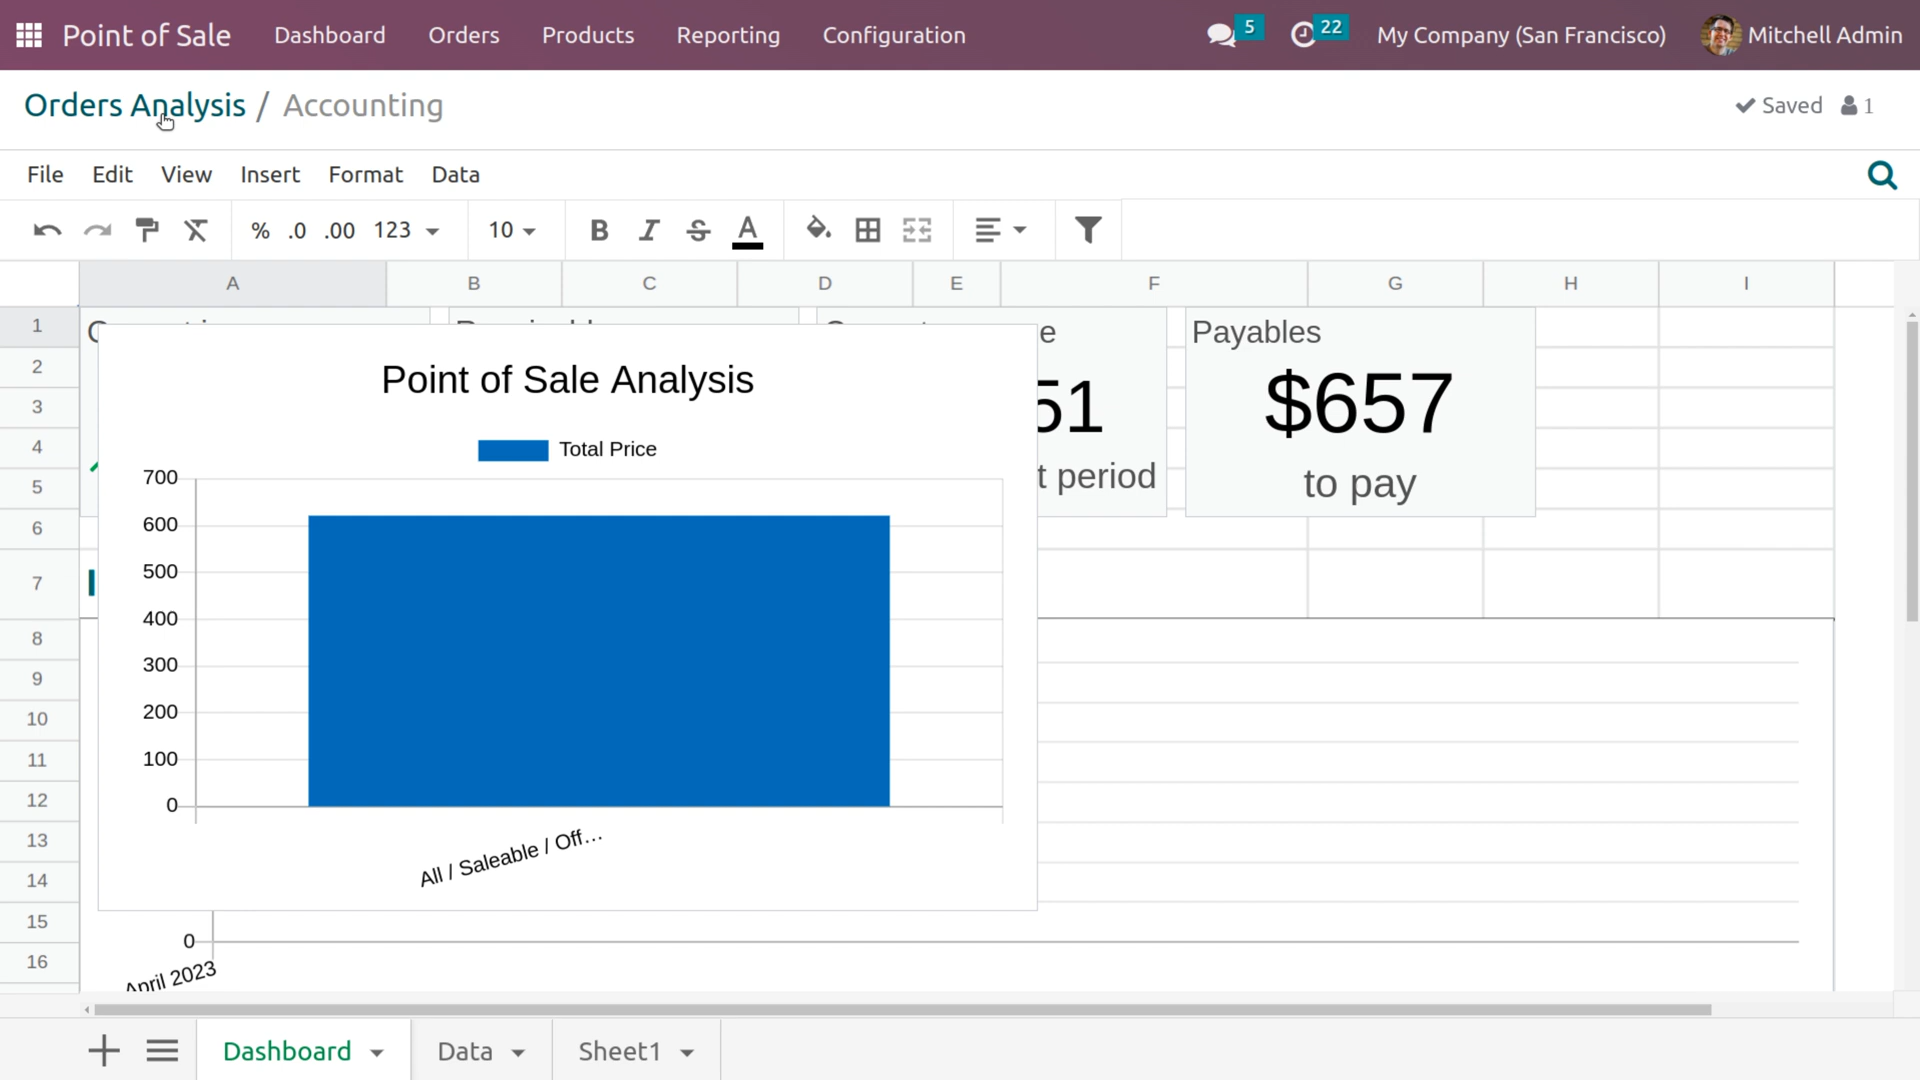 Point of Sale Dashboard Orders Products Reporting Configuration 5 22 My Company (San Francisco) Mitchell Admin
Orders Analysis / Accounting Saved 1
File Edit View Insert Format Data
% .0 .00 123 10 B I S A
A B C D E F G H I
1
2
3
4
5
6
7
8
9
10
11
12
13
14
15
16
Point of Sale Analysis
Total Price
700
600
500
400
300
200
100
0
All / Saleable / Off...
51
t period
Payables
$657
to pay
0
April 2023
Dashboard Data Sheet1